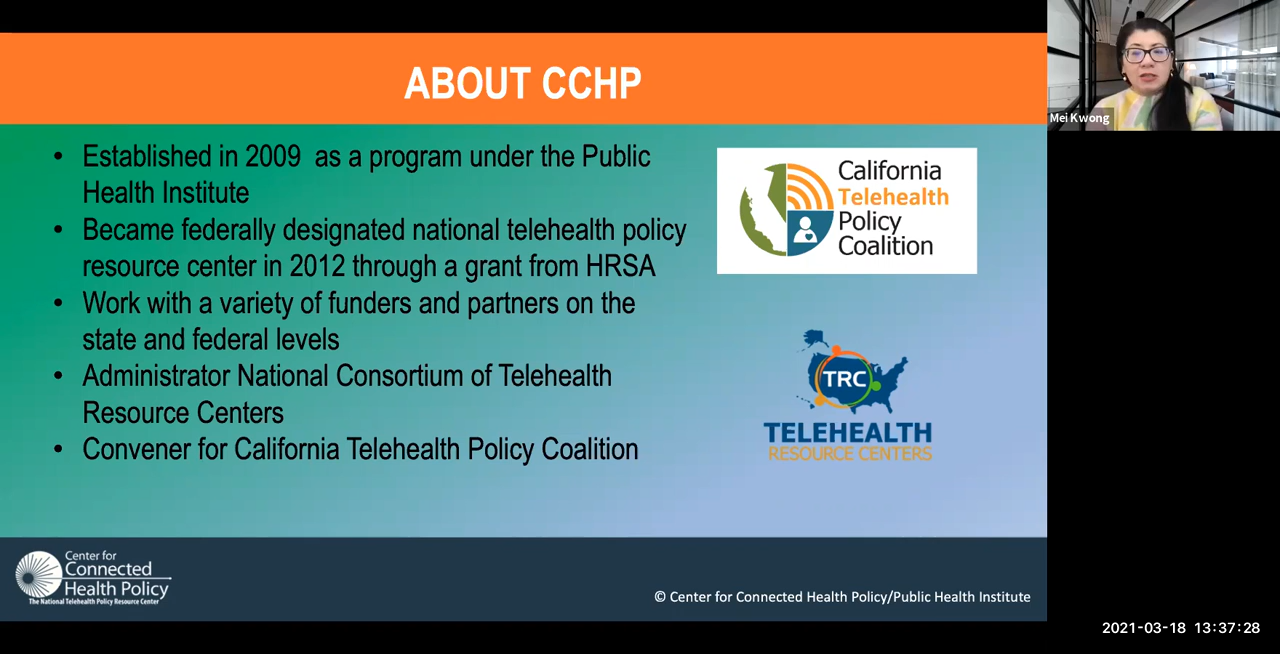 ABOUT CCHP
• Established in 2009 as a program under the Public
Health Institute
• Became federally designated national telehealth policy
resource center in 2012 through a grant from HRSA
• Work with a variety of funders and partners on the
state and federal levels
• Administrator National Consortium of Telehealth
Resource Centers
• Convener for California Telehealth Policy Coalition
California
Telehealth
Policy
Coalition
TRC
TELEHEALTH
RESOURCE CENTERS
Mei Kwong
Center for
Connected
Health Policy
The National Telehealth Policy Resource Center
© Center for Connected Health Policy/Public Health Institute
2021-03-18 13:37:28